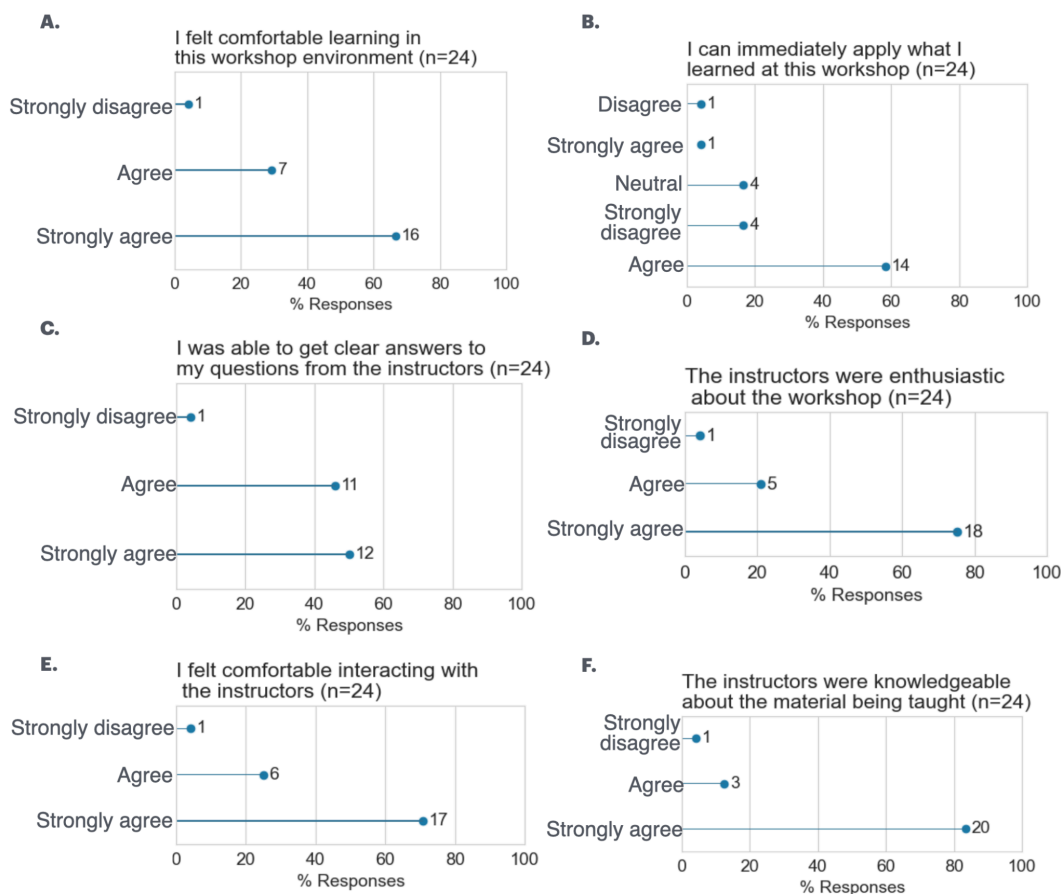 A.
I felt comfortable learning in
this workshop environment (n=24)
Strongly disagree 1
Agree 7
Strongly agree 16
0 20 40 60 80 100
% Responses
B.
I can immediately apply what I
learned at this workshop (n=24)
Disagree 1
Strongly agree 1
Neutral 4
Strongly
disagree 4
Agree 14
0 20 40 60 80 100
% Responses
C.
I was able to get clear answers to
my questions from the instructors (n=24)
Strongly disagree 1
Agree 11
Strongly agree 12
0 20 40 60 80 100
% Responses
D.
The instructors were enthusiastic
about the workshop (n=24)
Strongly
disagree 1
Agree 5
Strongly agree 18
0 20 40 60 80 100
% Responses
E.
I felt comfortable interacting with
the instructors (n=24)
Strongly disagree 1
Agree 6
Strongly agree 17
0 20 40 60 80 100
% Responses
F.
The instructors were knowledgeable
about the material being taught (n=24)
Strongly
disagree 1
Agree 3
Strongly agree 20
0 20 40 60 80 100
% Responses